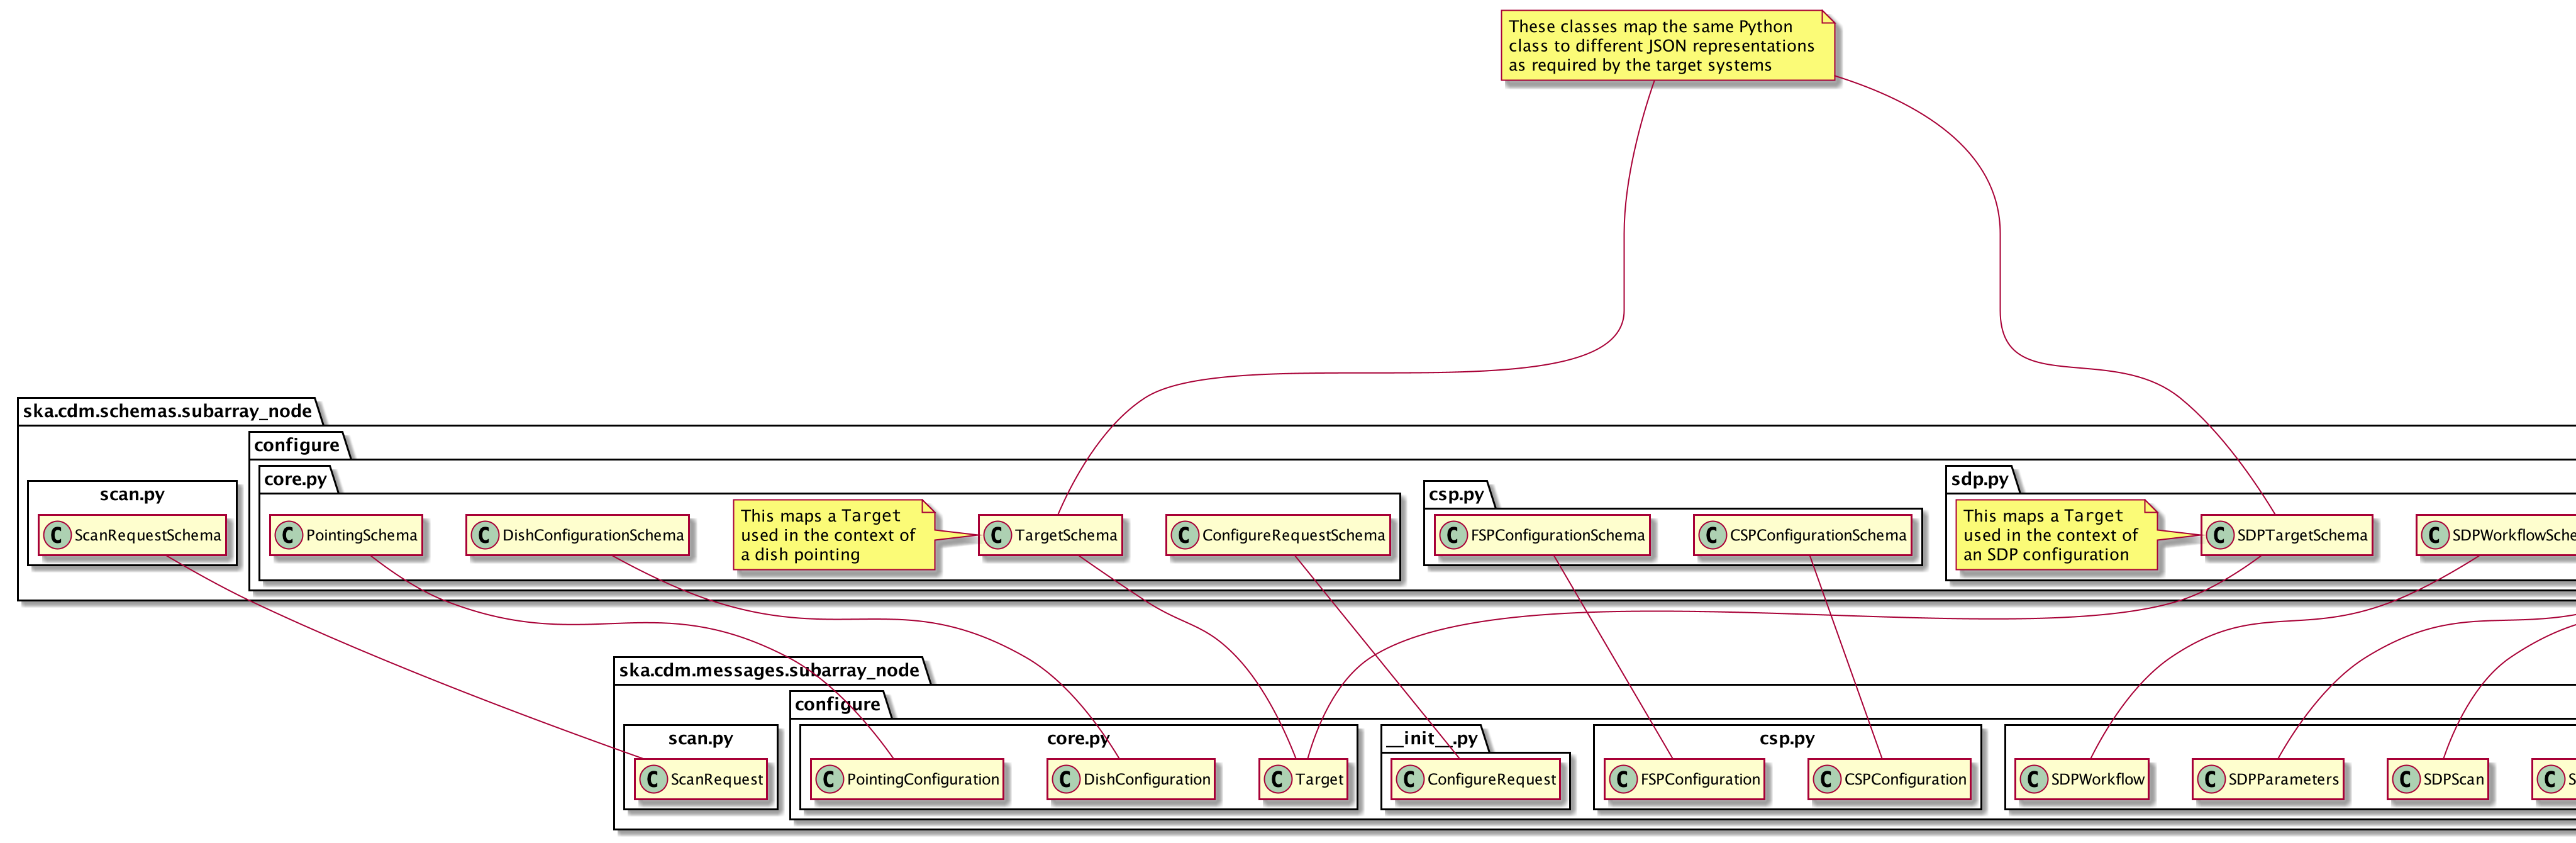 These classes map the same Python
class to different JSON representations
as required by the target systems
ska.cdm.schemas.subarray_node
configure
scan.py
C ScanRequestSchema
core.py
C PointingSchema
C DishConfigurationSchema
This maps a Target
used in the context of
a dish pointing
C TargetSchema
C ConfigureRequestSchema
csp.py
C FSPConfigurationSchema
C CSPConfigurationSchema
sdp.py
This maps a Target
used in the context of
an SDP configuration
C SDPTargetSchema
C SDPWorkflowSche
ska.cdm.messages.subarray_node
configure
scan.py
C ScanRequest
core.py
C PointingConfiguration
C DishConfiguration
C Target
__init__.py
C ConfigureRequest
csp.py
C FSPConfiguration
C CSPConfiguration
C SDPWorkflow
C SDPParameters
C SDPScan
C S